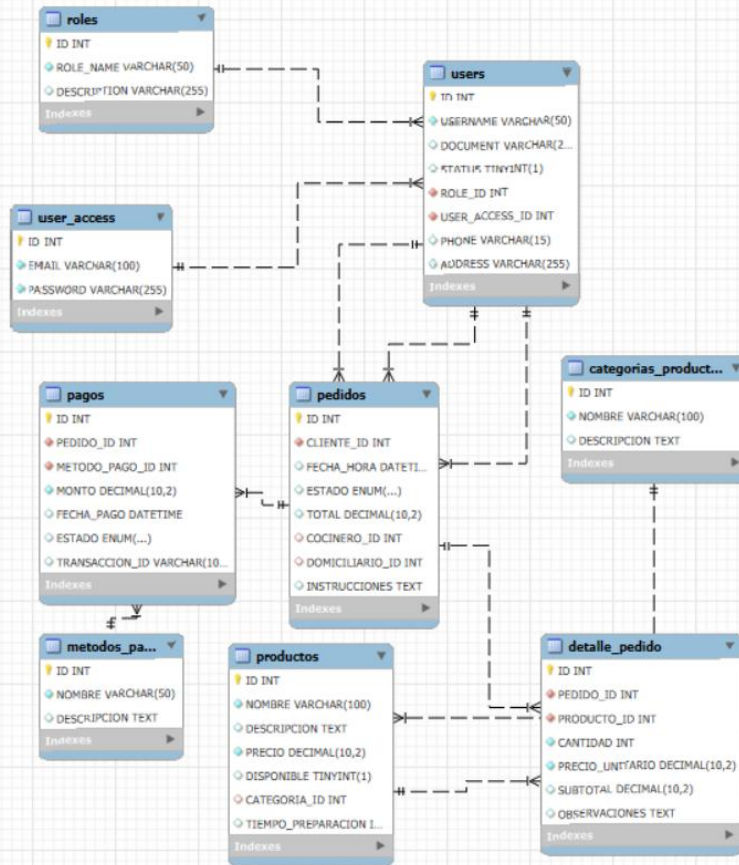 roles
ID INT
ROLE_NAME VARCHAR(50)
DESCRIPTION VARCHAR(255)
Indexes
users
ID INT
USERNAME VARCHAR(50)
DOCUMENT VARCHAR(2...
STATUS TINYINT(1)
ROLE_ID INT
USER_ACCESS_ID INT
PHONE VARCHAR(15)
ADDRESS VARCHAR(255)
Indexes
user_access
ID INT
EMAIL VARCHAR(100)
PASSWORD VARCHAR(255)
Indexes
pagos
ID INT
PEDIDO_ID INT
METODO_PAGO_ID INT
MONTO DECIMAL(10,2)
FECHA_PAGO DATETIME
ESTADO ENUM(...)
TRANSACCION_ID VARCHAR(10...
Indexes
pedidos
ID INT
CLIENTE_ID INT
FECHA_HORA DATETI...
ESTADO ENUM(...)
TOTAL DECIMAL(10,2)
COCINERO_ID INT
DOMICILIARIO_ID INT
INSTRUCCIONES TEXT
Indexes
categorias_product...
ID INT
NOMBRE VARCHAR(100)
DESCRIPCION TEXT
Indexes
metodos_pa...
ID INT
NOMBRE VARCHAR(50)
DESCRIPCION TEXT
Indexes
productos
ID INT
NOMBRE VARCHAR(100)
DESCRIPCION TEXT
PRECIO DECIMAL(10,2)
DISPONIBLE TINYINT(1)
CATEGORIA_ID INT
TIEMPO_PREPARACION I...
Indexes
detalle_pedido
ID INT
PEDIDO_ID INT
PRODUCTO_ID INT
CANTIDAD INT
PRECIO_UNITARIO DECIMAL(10,2)
SUBTOTAL DECIMAL(10,2)
OBSERVACIONES TEXT
Indexes